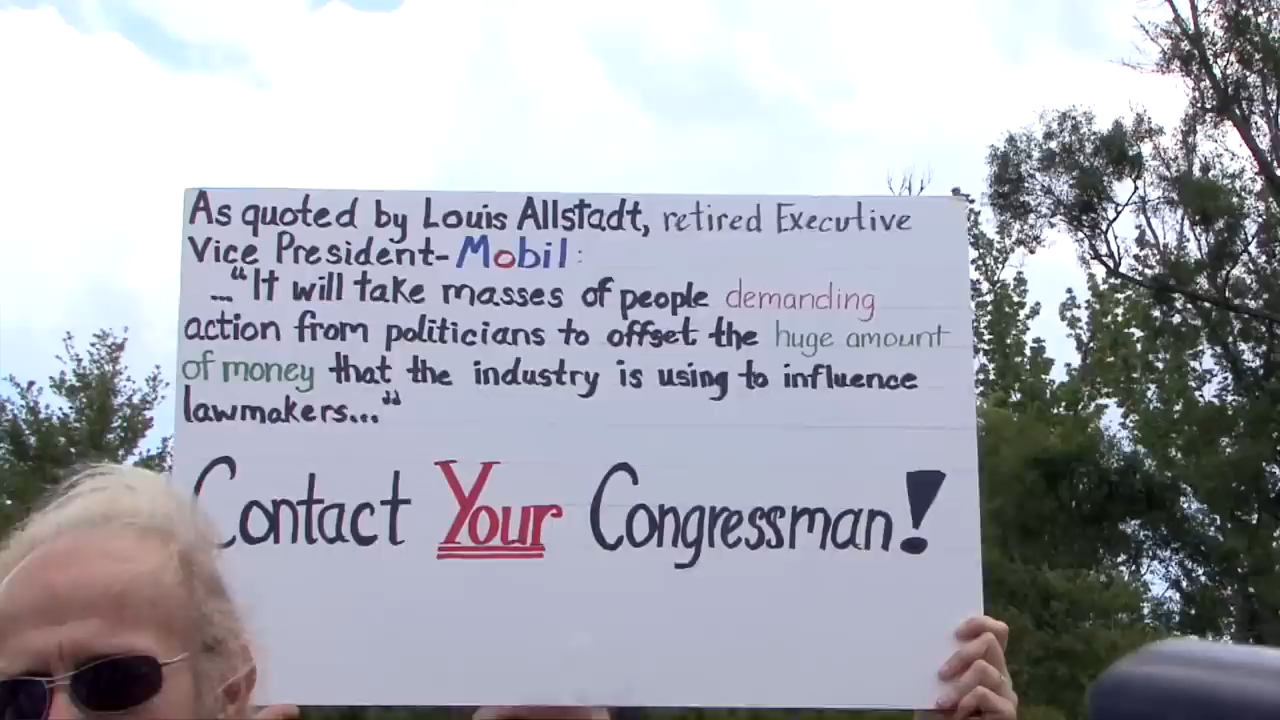 As quoted by Louis Allstadt, retired Executive
Vice President-Mobil:
..."It will take masses of people demanding
action from politicians to offset the huge amount
of money that the industry is using to influence
lawmakers..."
Contact Your Congressman!